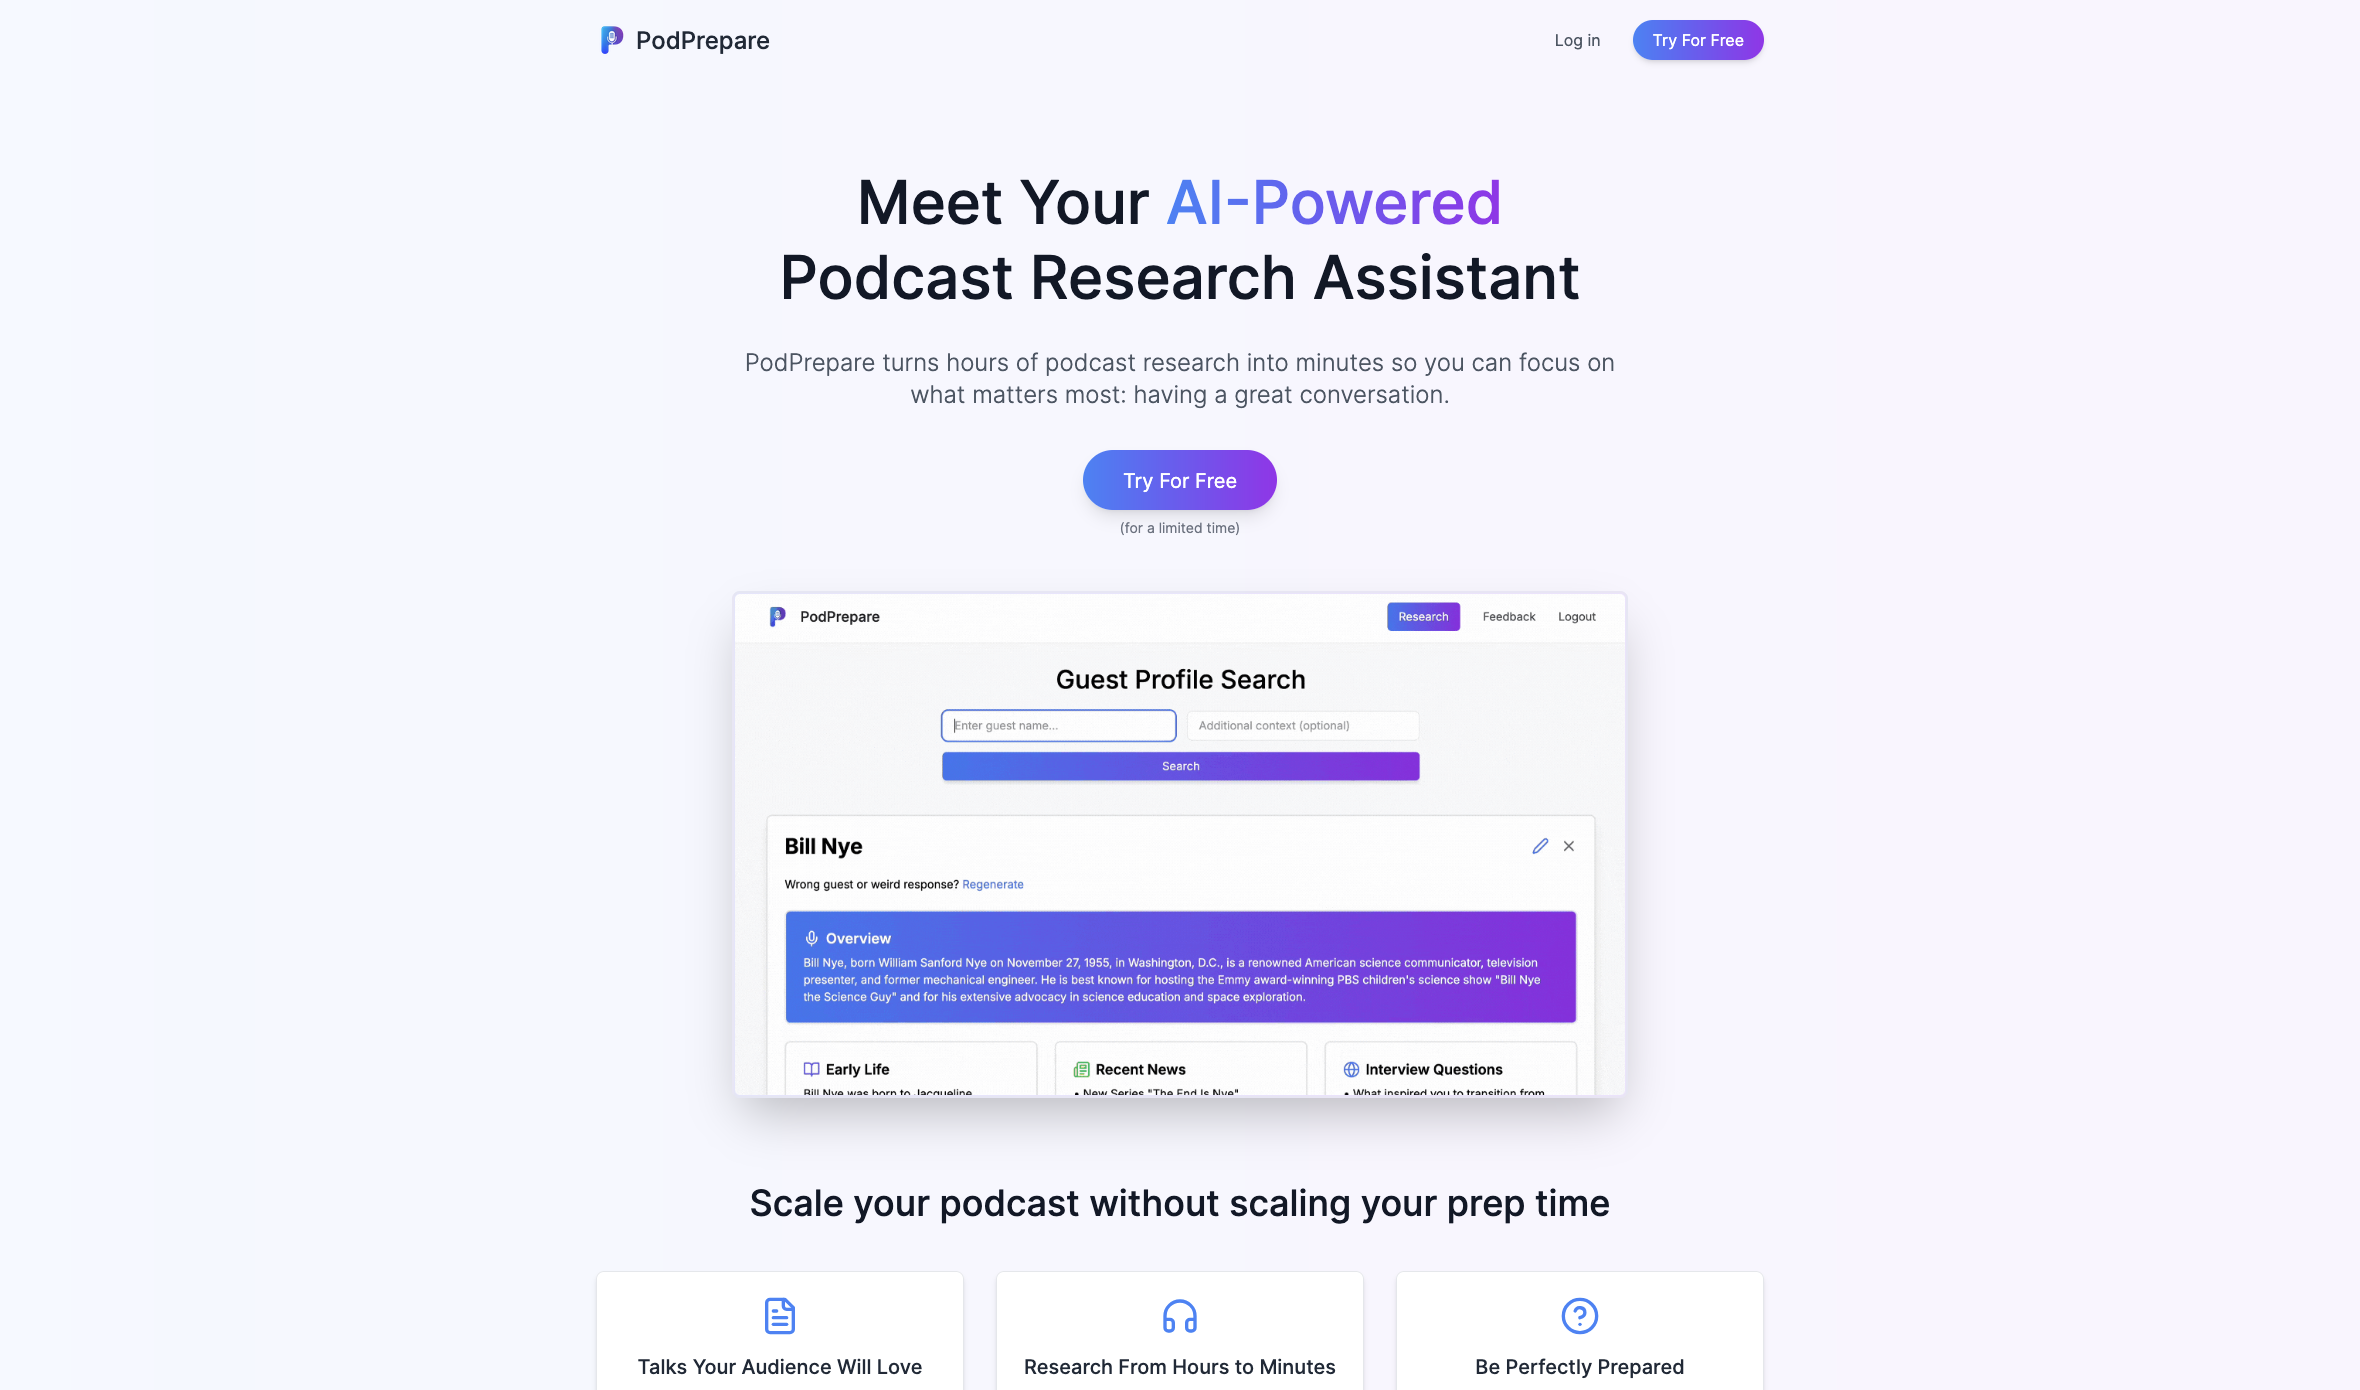 PodPrepare
Log in
Try For Free
Meet Your AI-Powered
Podcast Research Assistant
PodPrepare turns hours of podcast research into minutes so you can focus on
what matters most: having a great conversation.
Try For Free
(for a limited time)
PodPrepare
Research
Feedback
Logout
Guest Profile Search
Enter guest name...
Additional context (optional)
Search
Bill Nye
Wrong guest or weird response? Regenerate
Overview
Bill Nye, born William Sanford Nye on November 27, 1955, in Washington, D.C., is a renowned American science communicator, television
presenter, and former mechanical engineer. He is best known for hosting the Emmy award-winning PBS children's science show "Bill Nye
the Science Guy" and for his extensive advocacy in science education and space exploration.
Early Life
Bill Nye was born to Jacqueline
Recent News
• New Series "The End Is Nye"
Interview Questions
• What inspired you to transition from
Scale your podcast without scaling your prep time
Talks Your Audience Will Love
Research From Hours to Minutes
Be Perfectly Prepared